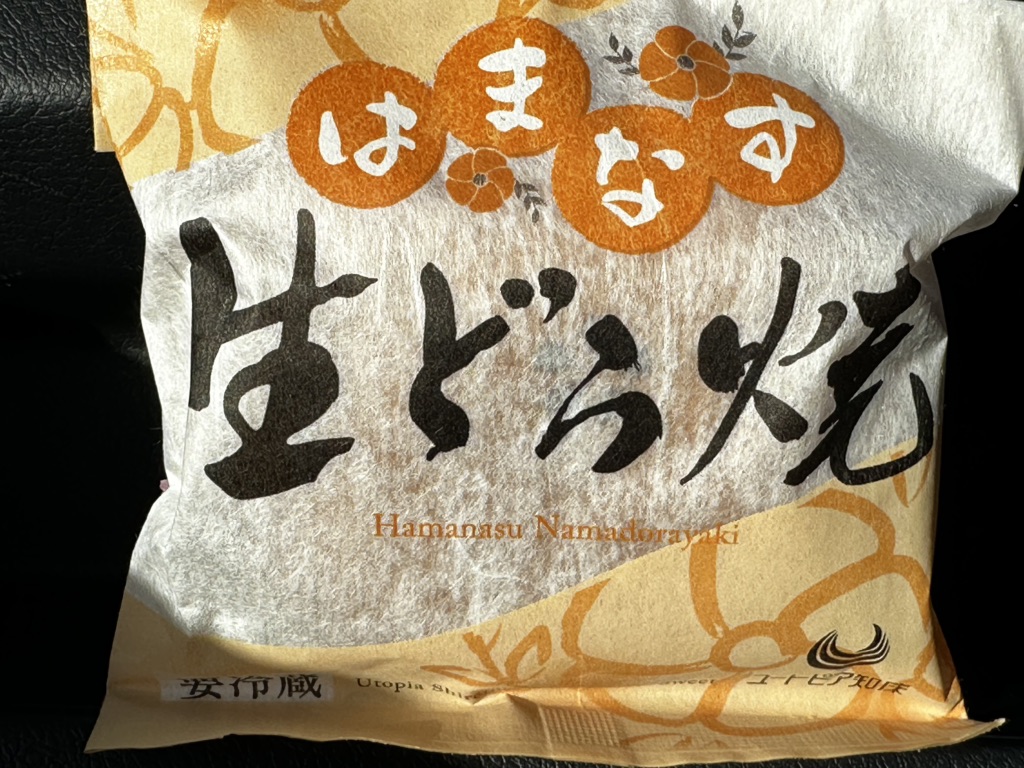 はまなす
生どら焼
Hamanasu Namadorayaki
要冷蔵
Utopia
ユートピア知床